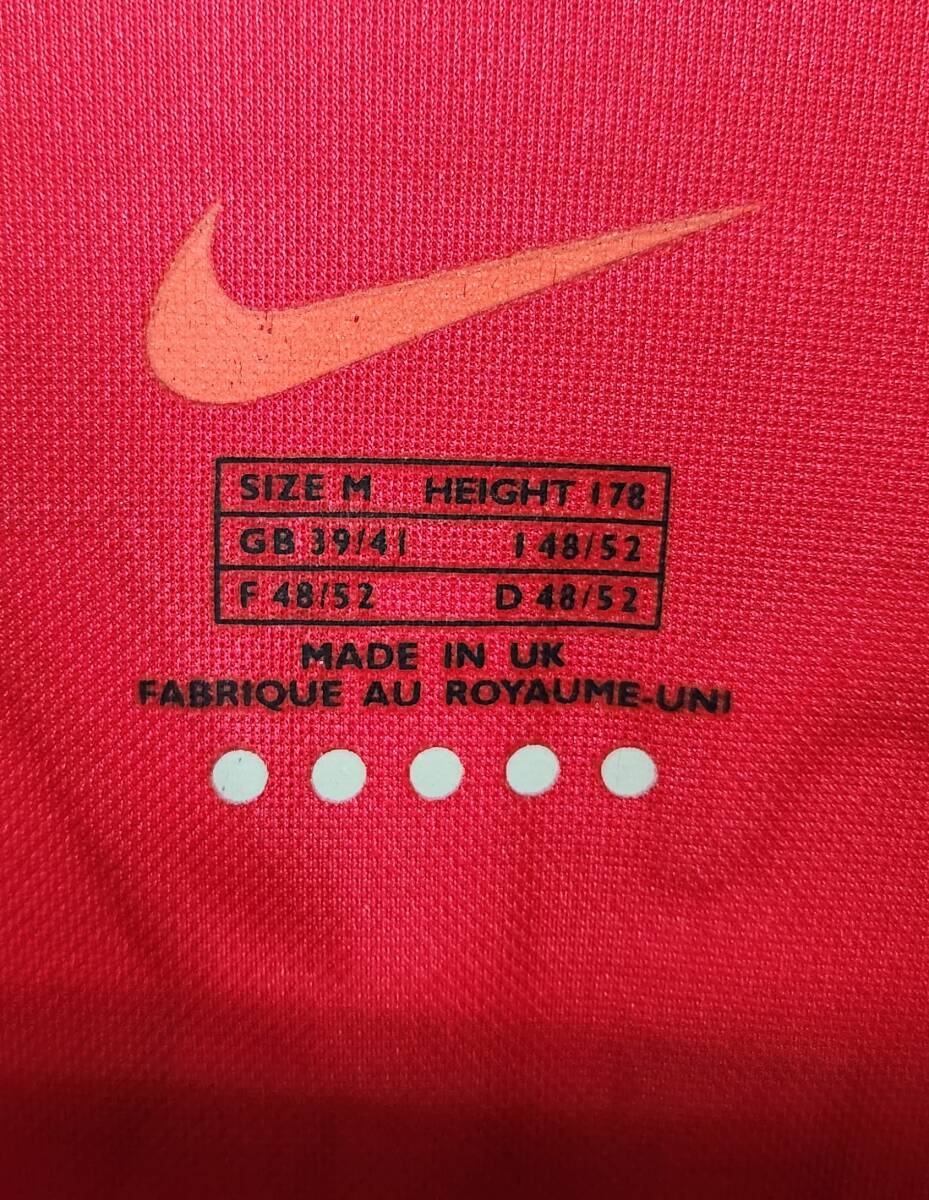 SIZE M HEIGHT 178
GB 39/41 I 48/52
F 48/52 D 48/52
MADE IN UK
FABRIQUE AU ROYAUME-UNI